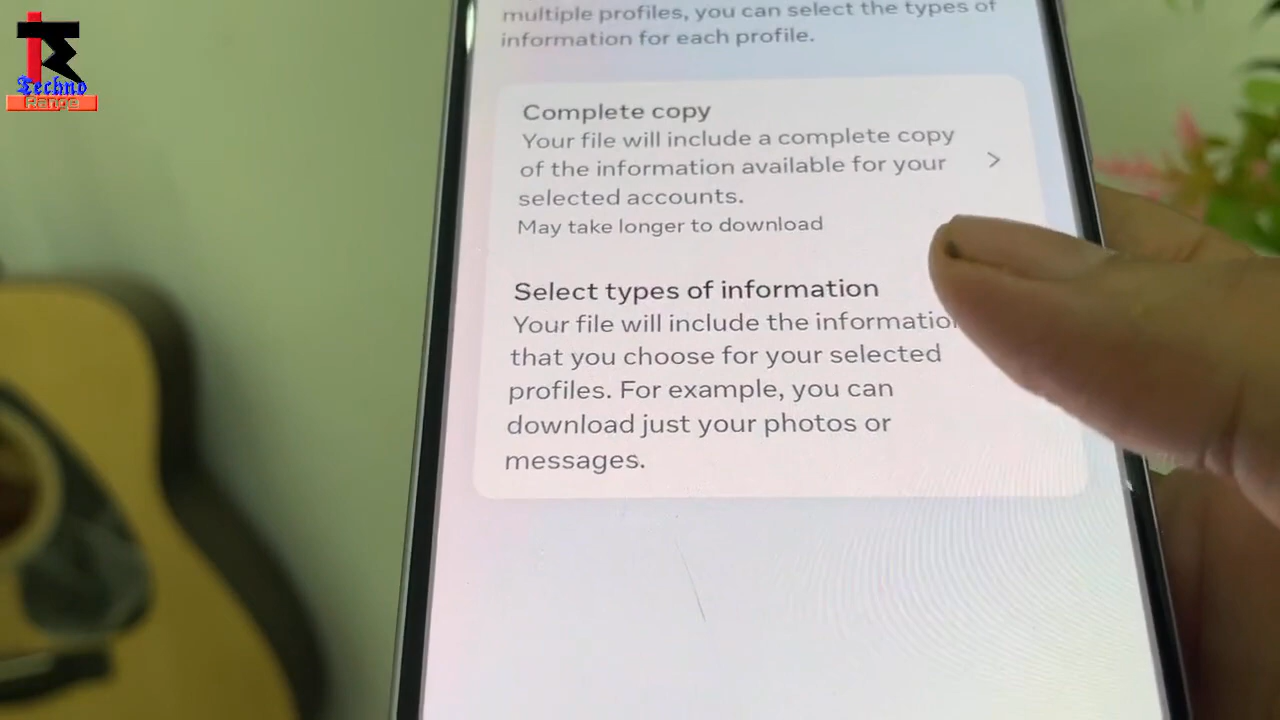 Techno
Range
multiple profiles, you can select the types of
information for each profile.
Complete copy
Your file will include a complete copy
of the information available for your
selected accounts.
May take longer to download
Select types of information
Your file will include the informatio
that you choose for your selected
profiles. For example, you can
download just your photos or
messages.